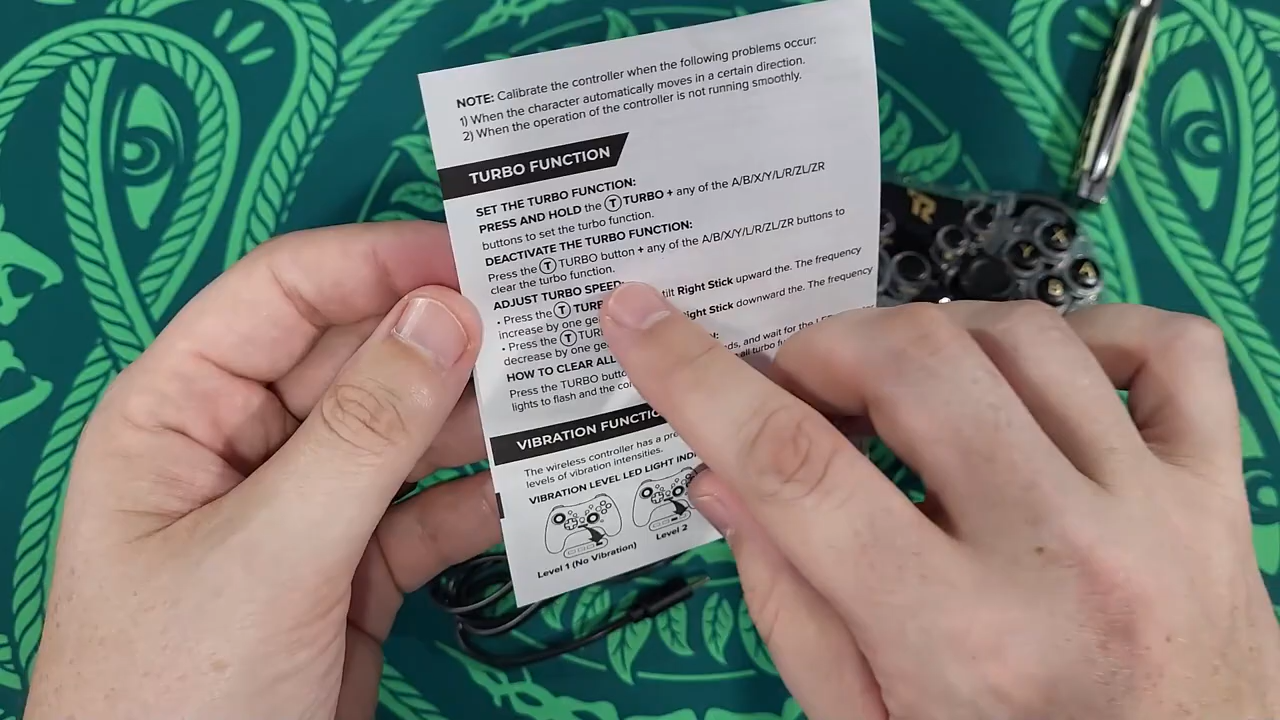 NOTE: Calibrate the controller when the following problems occur:
1) When the character automatically moves in a certain direction.
2) When the operation of the controller is not running smoothly.
TURBO FUNCTION
SET THE TURBO FUNCTION:
PRESS AND HOLD the Ⓣ TURBO + any of the A/B/X/Y/L/R/ZL/ZR
buttons to set the turbo function.
DEACTIVATE THE TURBO FUNCTION:
Press the Ⓣ TURBO button + any of the A/B/X/Y/L/R/ZL/ZR buttons to
clear the turbo function.
ADJUST TURBO SPEED:
• Press the Ⓣ Right Stick upward the. The frequency
increase by one
• Press the Ⓣ Right Stick downward the. The frequency
decrease by one
HOW TO CLEAR ALL
Press the TURBO and wait for the
lights to flash and the all turbo
VIBRATION
The wireless controller has a
levels of vibration intensities.
VIBRATION LEVEL LED LIGHT
Level 1 (No Vibration)
Level 2
Y
X
A
B